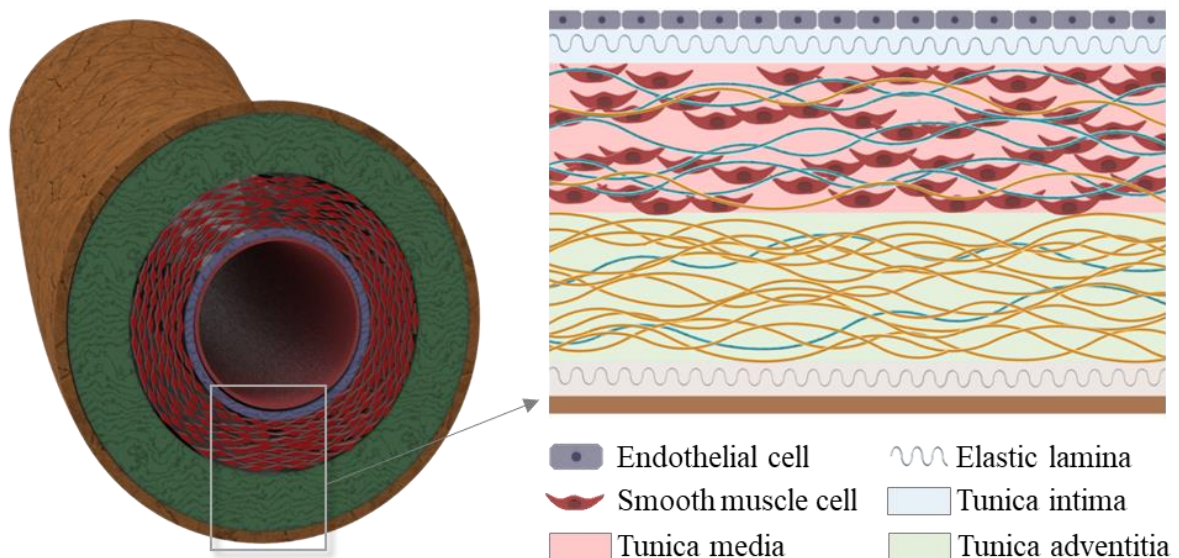 Endothelial cell
Elastic lamina
Smooth muscle cell
Tunica intima
Tunica media
Tunica adventitia